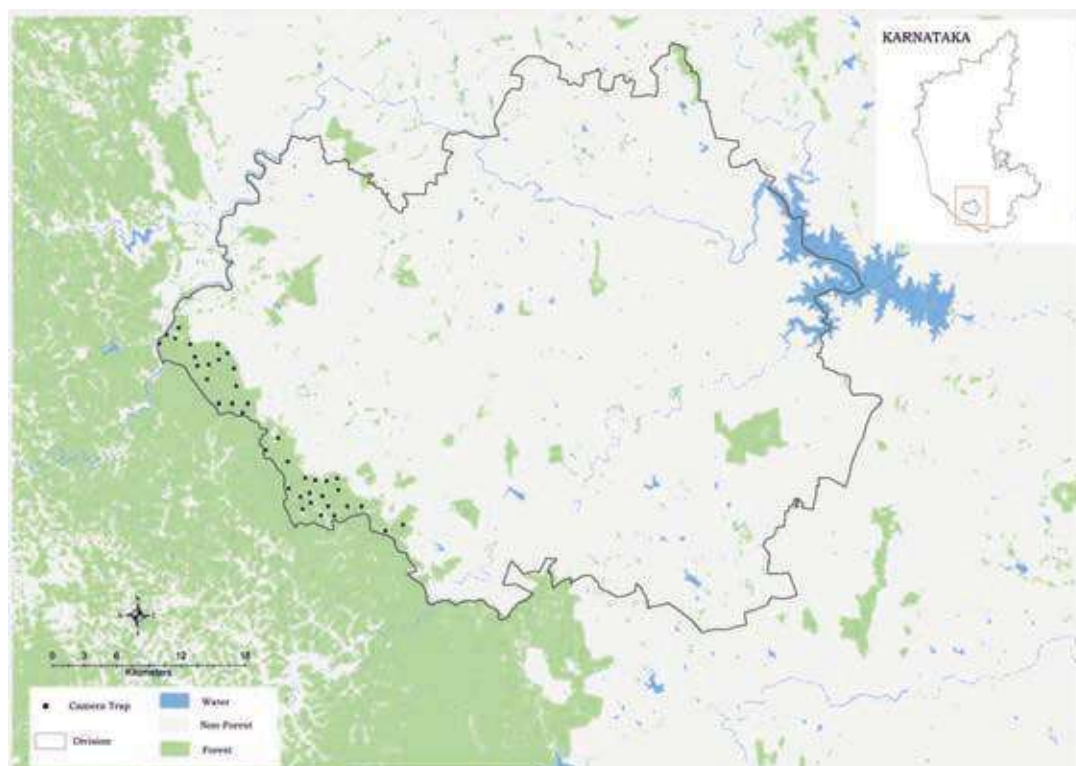 KARNATAKA
N
0 3 6 12 18
Kilometers
Camera Trap
Division
Water
Non-Forest
Forest